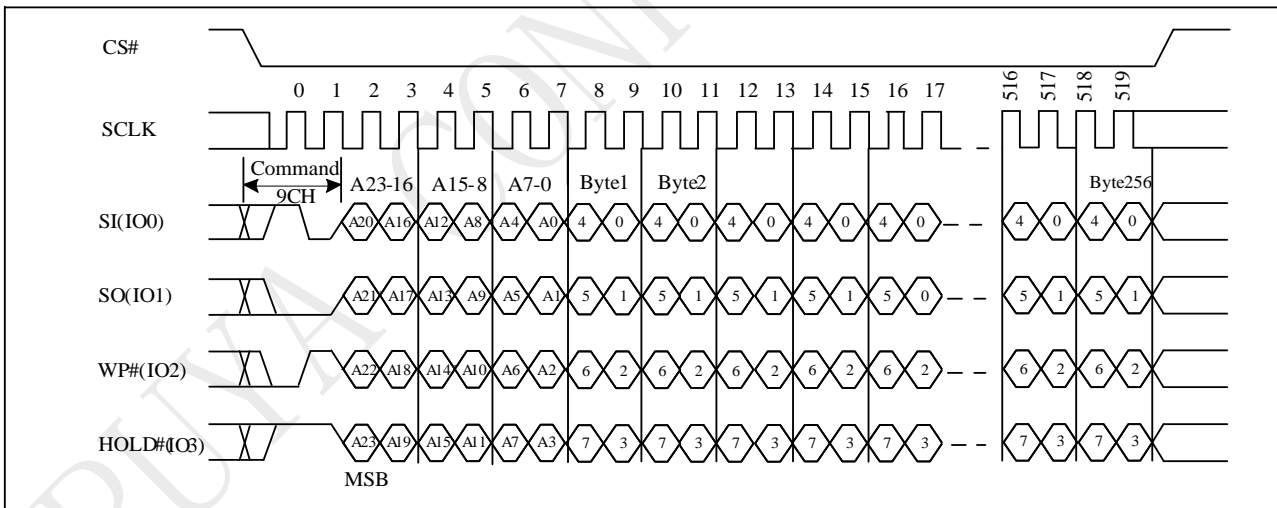 CS#
0 1 2 3 4 5 6 7 8 9 10 11 12 13 14 15 16 17 516 517 518 519
SCLK
Command
9CH
A23-16 A15-8 A7-0 Byte1 Byte2 Byte256
SI(IO0) A20 A16 A12 A8 A4 A0 4 0 4 0 4 0 4 0 4 0 4 0 4 0
SO(IO1) A21 A17 A13 A9 A5 A1 5 1 5 1 5 1 5 1 5 0 5 1 5 1
WP#(IO2) A22 A18 A14 A10 A6 A2 6 2 6 2 6 2 6 2 6 2 6 2 6 2
HOLD#(IO3) A23 A19 A15 A11 A7 A3 7 3 7 3 7 3 7 3 7 3 7 3 7 3
MSB
PUYA CONF